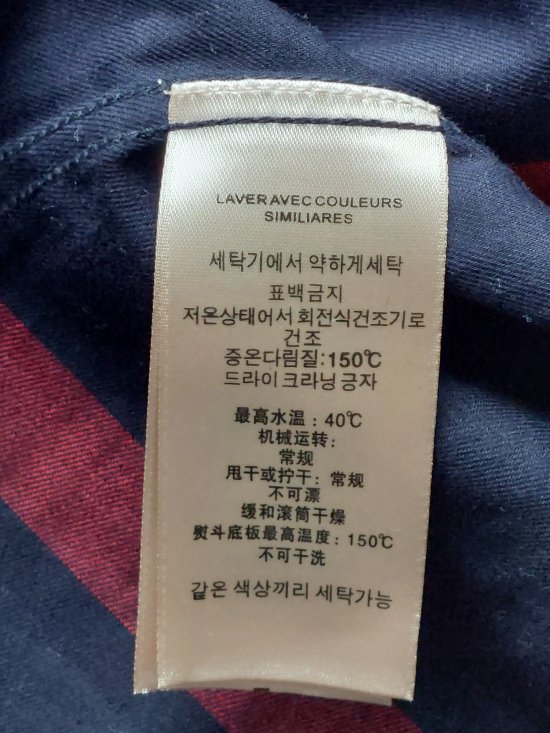 LAVER AVEC COULEURS
SIMILIARES
세탁기에서 약하게세탁
표백금지
저온상태어서 회전식건조기로
건조
중온다림질:150℃
드라이 크라닝 긍자
最高水温：40℃
机械运转：
常规
甩干或拧干：常规
不可漂
缓和滚筒干燥
熨斗底板最高温度：150℃
不可干洗
같은 색상끼리 세탁가능